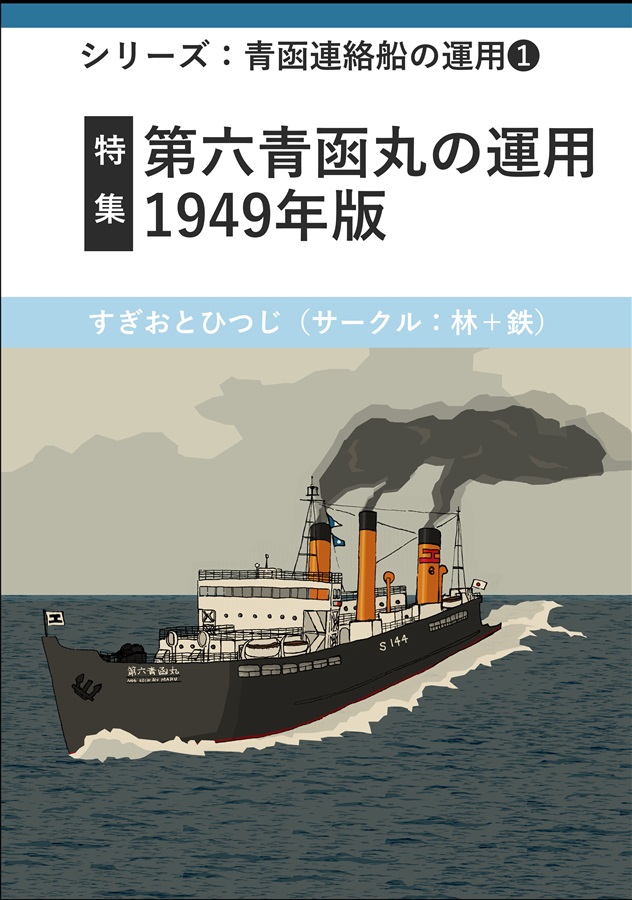 シリーズ：青函連絡船の運用❶
特集
第六青函丸の運用
1949年版
すぎおとひつじ（サークル：林＋鉄）
S 144
第六青函丸